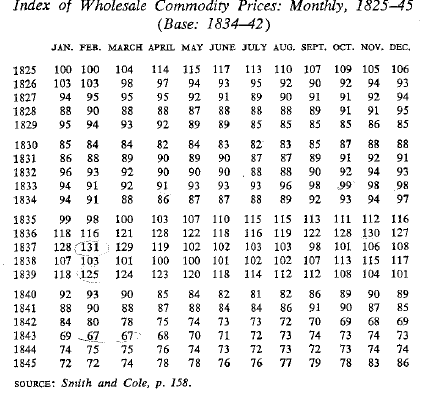 Index of Wholesale Commodity Prices: Monthly, 1825–45
(Base: 1834–42)
JAN. FEB. MARCH APRIL MAY JUNE JULY AUG. SEPT. OCT. NOV. DEC.
1825 100 100 104 114 115 117 113 110 107 109 105 106
1826 103 103 98 97 94 93 95 92 90 92 94 93
1827 94 95 95 95 92 91 89 90 91 91 92 94
1828 88 90 88 88 87 88 88 88 89 91 91 95
1829 95 94 93 92 89 89 85 85 85 85 86 85
1830 85 84 84 82 84 83 82 83 85 87 88 88
1831 86 88 89 90 89 90 87 87 89 91 92 91
1832 96 93 92 90 90 90 88 88 90 92 94 93
1833 94 91 92 91 93 93 93 96 98 99 98 98
1834 94 91 88 86 87 87 88 89 92 93 94 97
1835 99 98 100 103 107 110 115 115 113 111 112 116
1836 118 116 121 128 122 118 116 119 122 128 130 127
1837 128 131 129 119 102 102 103 103 98 101 106 108
1838 107 103 101 100 100 101 102 102 107 113 115 117
1839 118 125 124 123 120 118 114 112 112 108 104 101
1840 92 93 90 85 84 82 81 82 86 89 90 89
1841 88 90 88 87 88 84 84 86 91 90 87 85
1842 84 80 78 75 74 73 73 72 70 69 68 69
1843 69 67 67 68 70 71 72 73 74 73 74 73
1844 74 75 75 76 74 73 72 73 72 73 74 74
1845 72 72 74 78 78 76 76 77 79 78 83 86
SOURCE: Smith and Cole, p. 158.